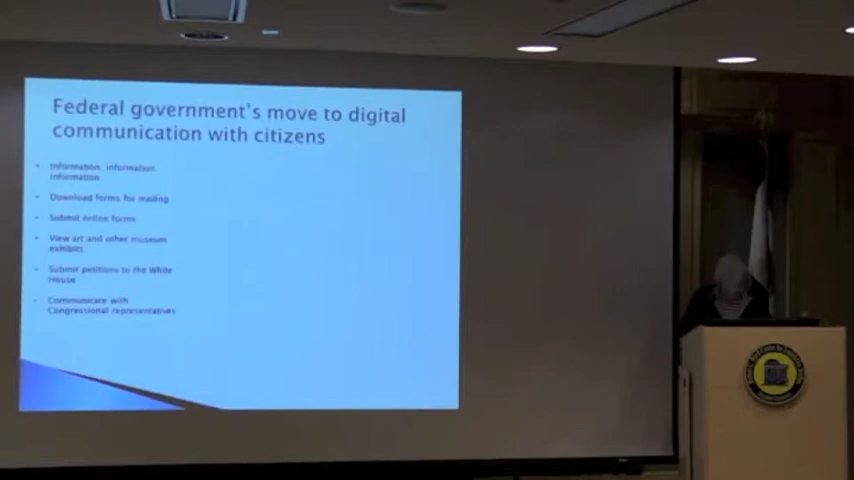 Federal government's move to digital
communication with citizens
Information, information,
information
Download forms for mailing
Submit online forms
View art and other museum
exhibits
Submit petitions to the White
House
Communicate with
Congressional representatives